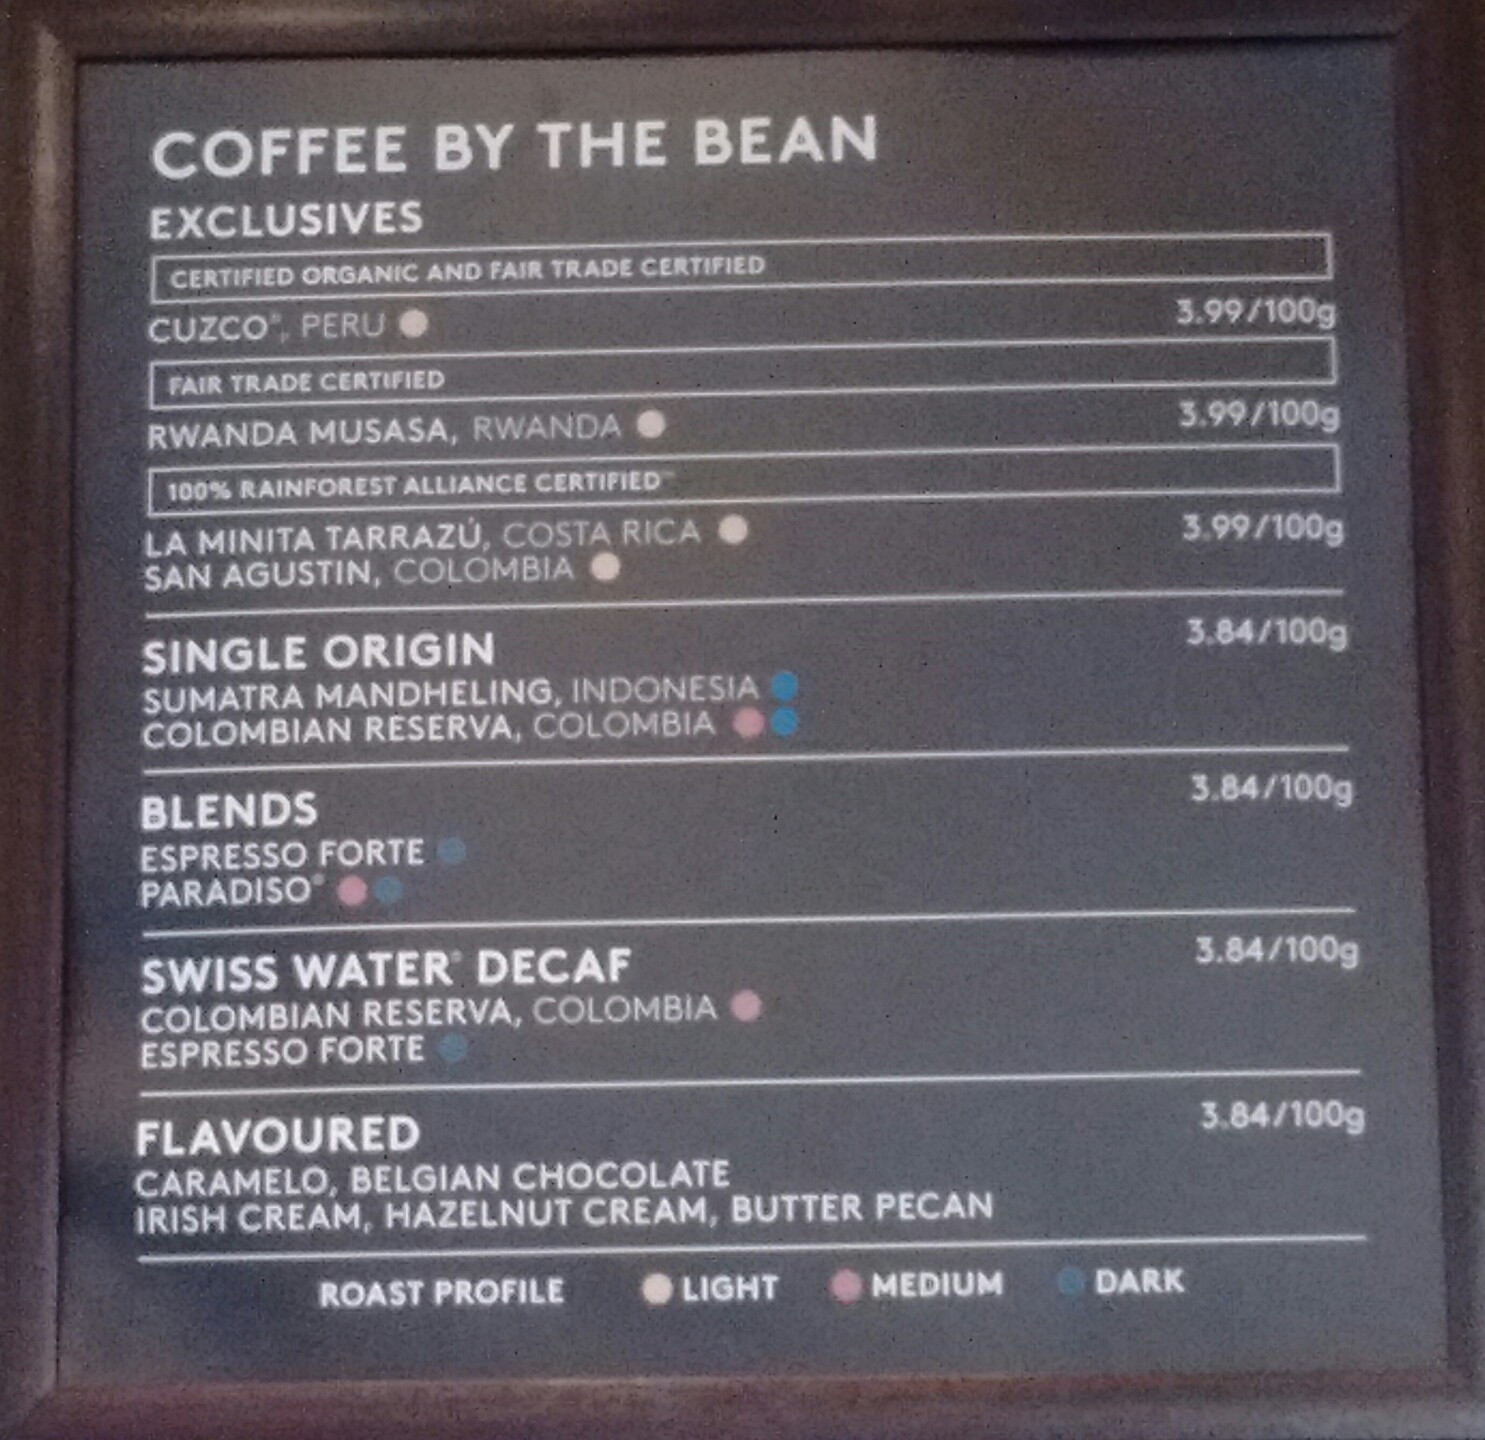 COFFEE BY THE BEAN
EXCLUSIVES
CERTIFIED ORGANIC AND FAIR TRADE CERTIFIED
CUZCO®, PERU 3.99/100g
FAIR TRADE CERTIFIED
RWANDA MUSASA, RWANDA 3.99/100g
100% RAINFOREST ALLIANCE CERTIFIED™
LA MINITA TARRAZÚ, COSTA RICA 3.99/100g
SAN AGUSTIN, COLOMBIA
SINGLE ORIGIN 3.84/100g
SUMATRA MANDHELING, INDONESIA
COLOMBIAN RESERVA, COLOMBIA
BLENDS 3.84/100g
ESPRESSO FORTE
PARADISO®
SWISS WATER® DECAF 3.84/100g
COLOMBIAN RESERVA, COLOMBIA
ESPRESSO FORTE
FLAVOURED 3.84/100g
CARAMELO, BELGIAN CHOCOLATE
IRISH CREAM, HAZELNUT CREAM, BUTTER PECAN
ROAST PROFILE LIGHT MEDIUM DARK